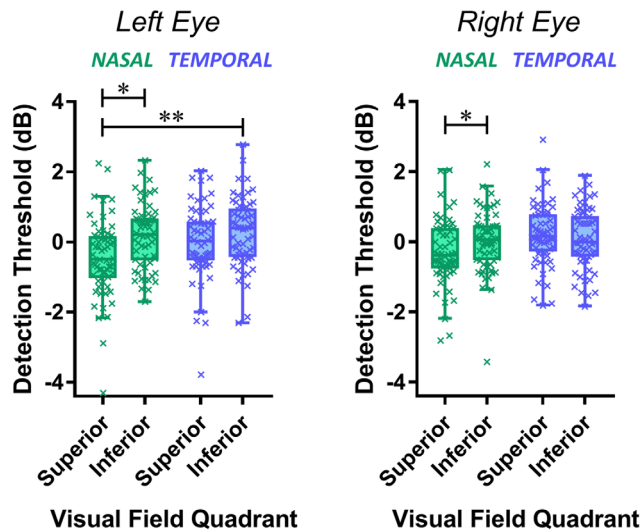 Left Eye
NASAL TEMPORAL
*
**
4
2
0
-2
-4
Detection Threshold (dB)
Superior
Inferior
Superior
Inferior
Visual Field Quadrant
Right Eye
NASAL TEMPORAL
*
4
2
0
-2
-4
Detection Threshold (dB)
Superior
Inferior
Superior
Inferior
Visual Field Quadrant